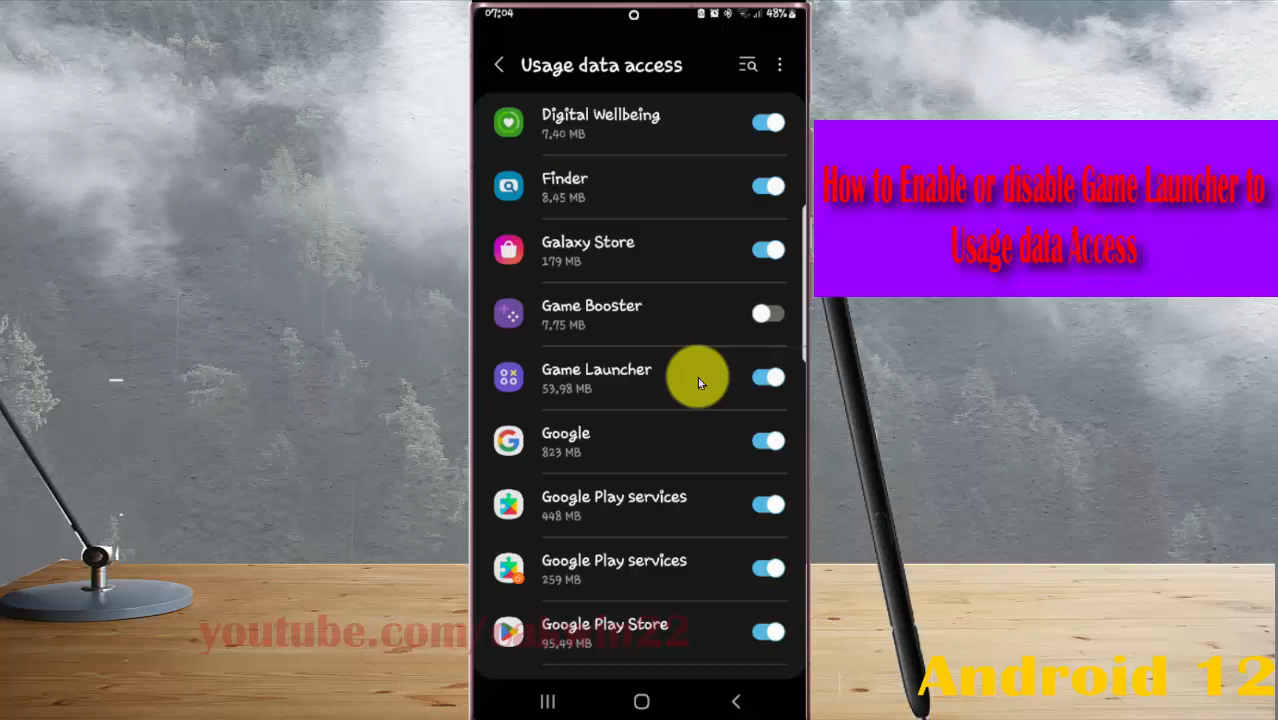 07:04
48%
Usage data access
Digital Wellbeing
7,40 MB
Finder
8,45 MB
Galaxy Store
179 MB
Game Booster
7,75 MB
Game Launcher
53,98 MB
Google
823 MB
Google Play services
448 MB
Google Play services
259 MB
Google Play Store
95,49 MB
How to Enable or disable Game Launcher to
Usage data Access
youtube.com/
Android 12